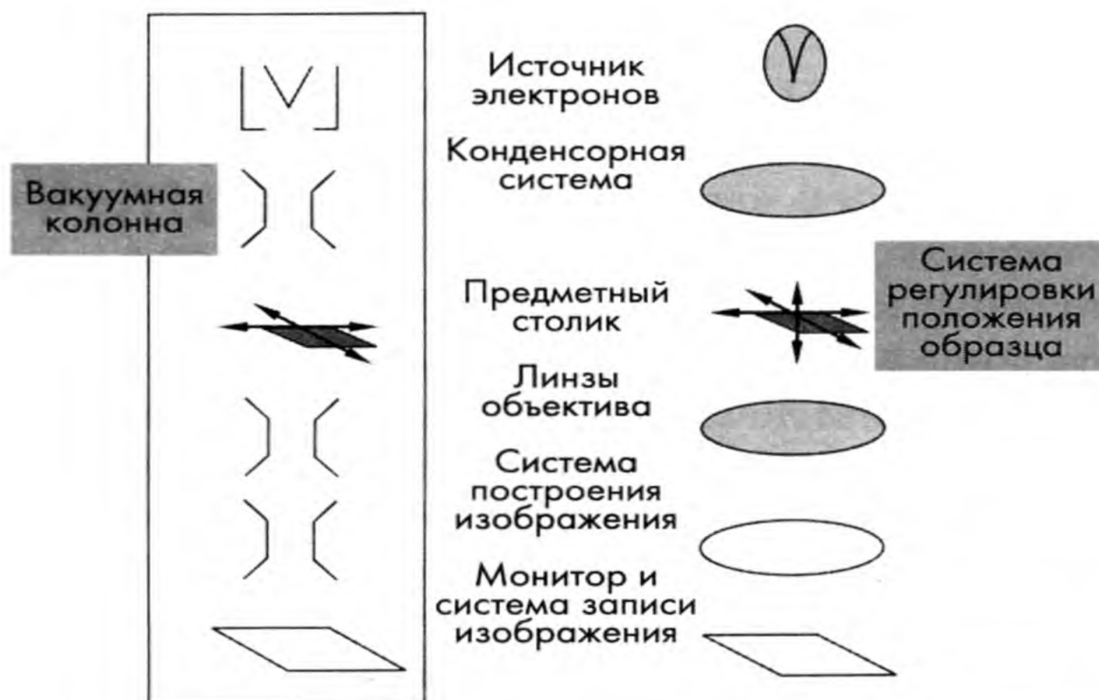 Источник
электронов
Конденсорная
система
Вакуумная
колонна
Предметный
столик
Система
регулировки
положения
образца
Линзы
объектива
Система
построения
изображения
Монитор и
система записи
изображения